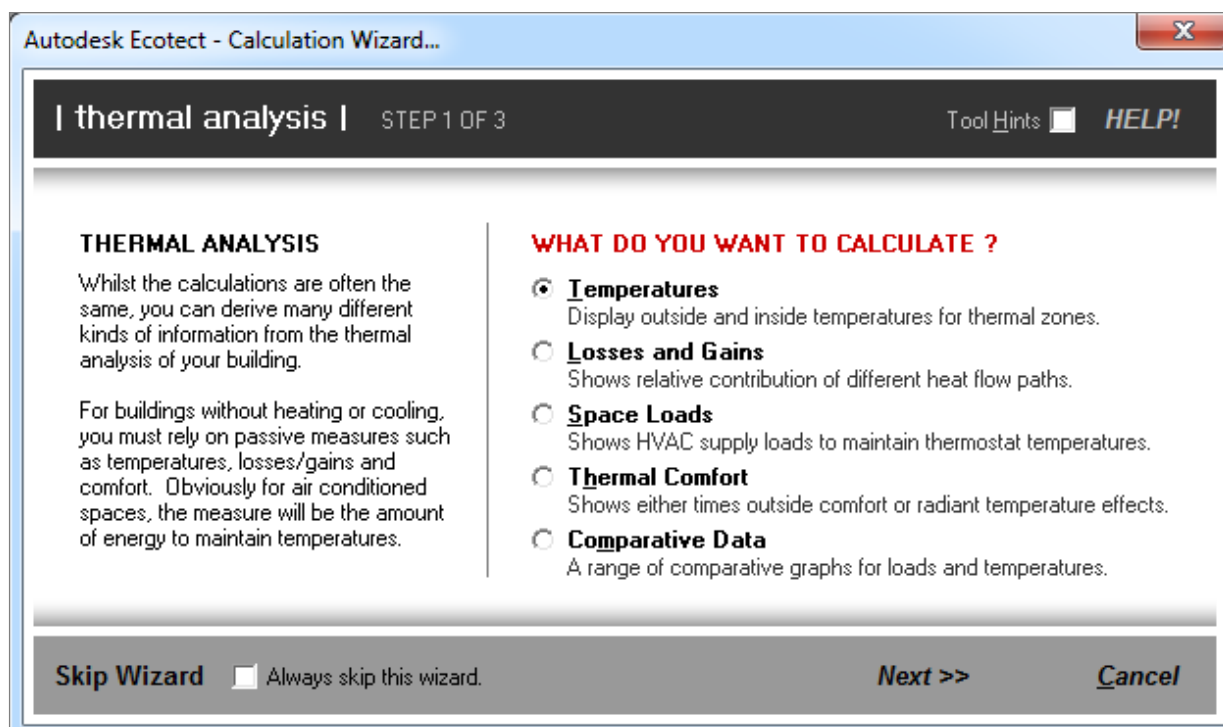 Autodesk Ecotect - Calculation Wizard...
| thermal analysis | STEP 1 OF 3 Tool Hints HELP!
THERMAL ANALYSIS
Whilst the calculations are often the
same, you can derive many different
kinds of information from the thermal
analysis of your building.
For buildings without heating or cooling,
you must rely on passive measures such
as temperatures, losses/gains and
comfort. Obviously for air conditioned
spaces, the measure will be the amount
of energy to maintain temperatures.
WHAT DO YOU WANT TO CALCULATE ?
Temperatures
Display outside and inside temperatures for thermal zones.
Losses and Gains
Shows relative contribution of different heat flow paths.
Space Loads
Shows HVAC supply loads to maintain thermostat temperatures.
Thermal Comfort
Shows either times outside comfort or radiant temperature effects.
Comparative Data
A range of comparative graphs for loads and temperatures.
Skip Wizard Always skip this wizard. Next >> Cancel